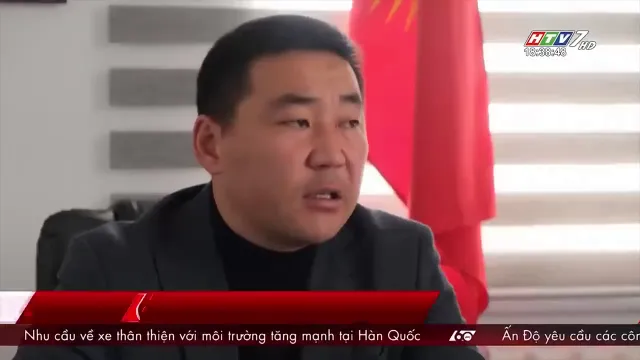 HTV7 HD
18:38:48
Nhu cầu về xe thân thiện với môi trường tăng mạnh tại Hàn Quốc 60s Ấn Độ yêu cầu các côn